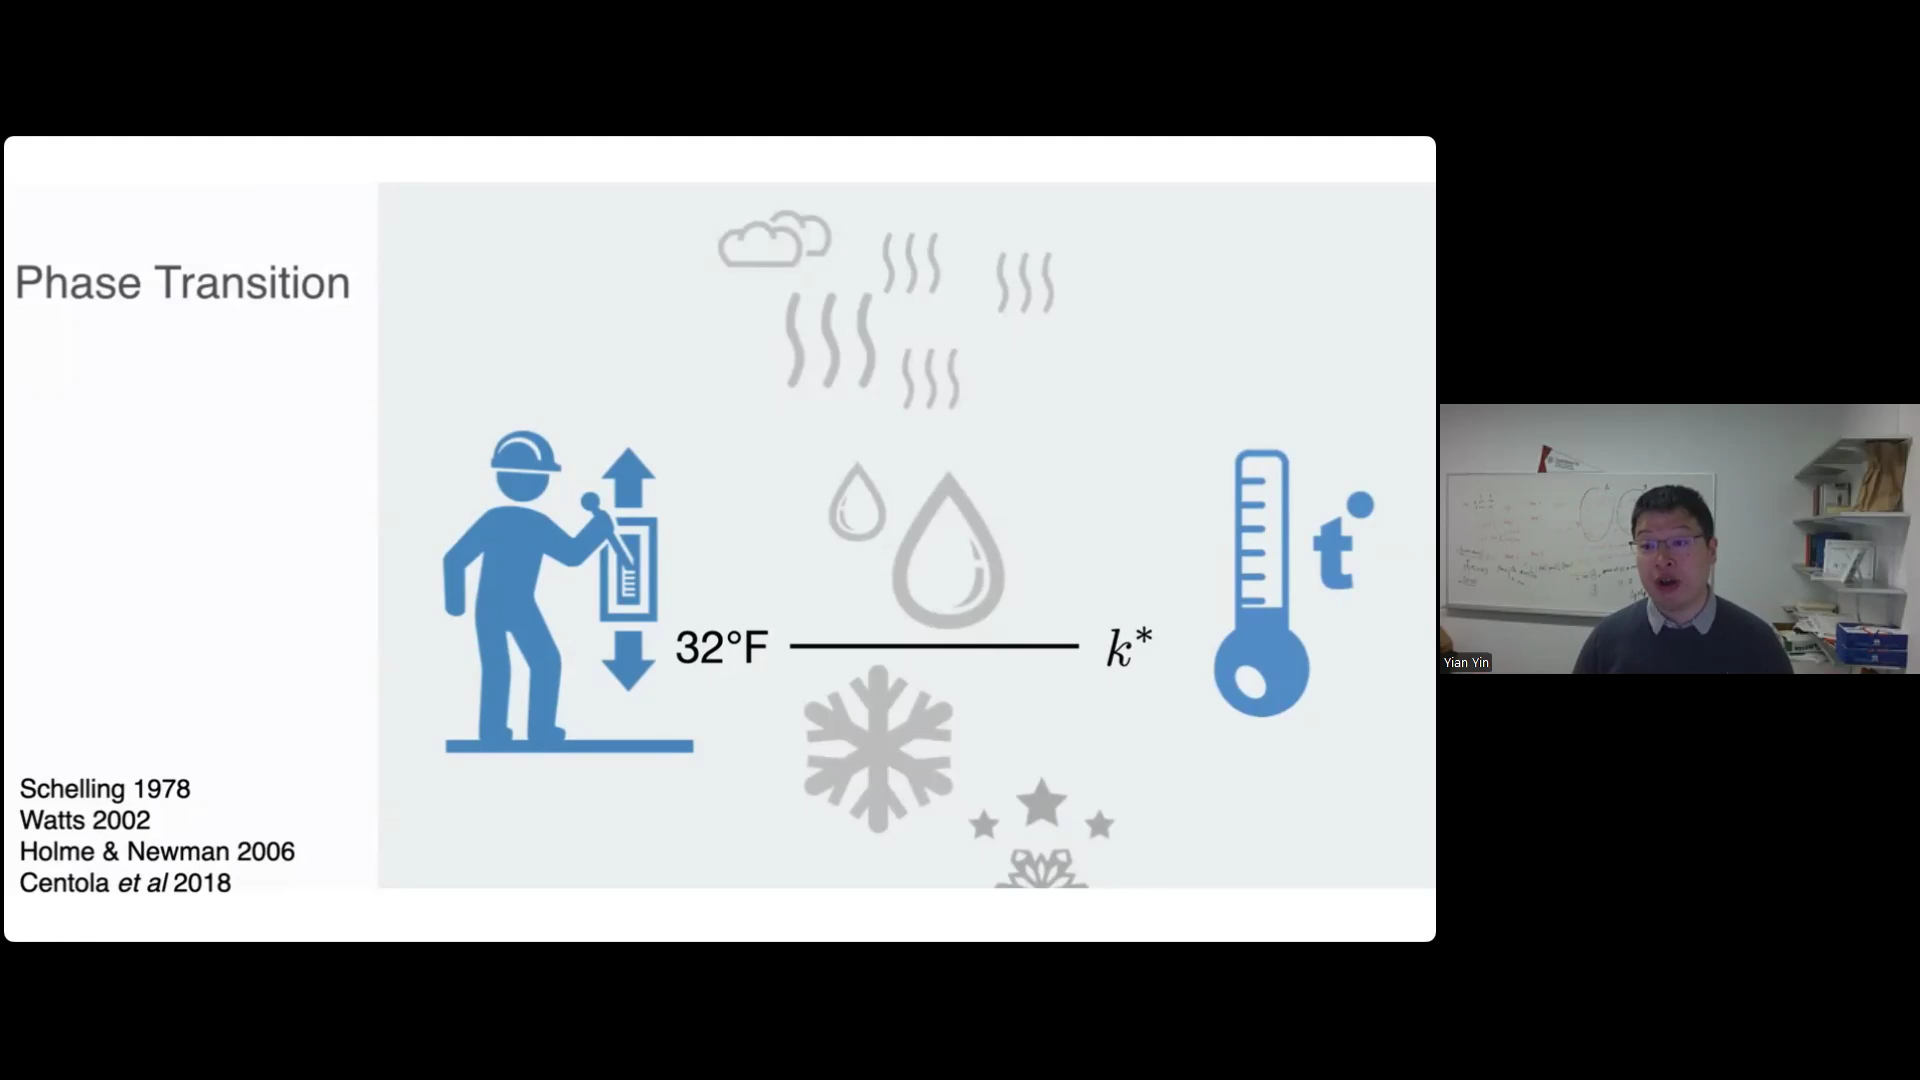 Phase Transition
32°F
k*
t°
Schelling 1978
Watts 2002
Holme & Newman 2006
Centola et al 2018
Yian Yin